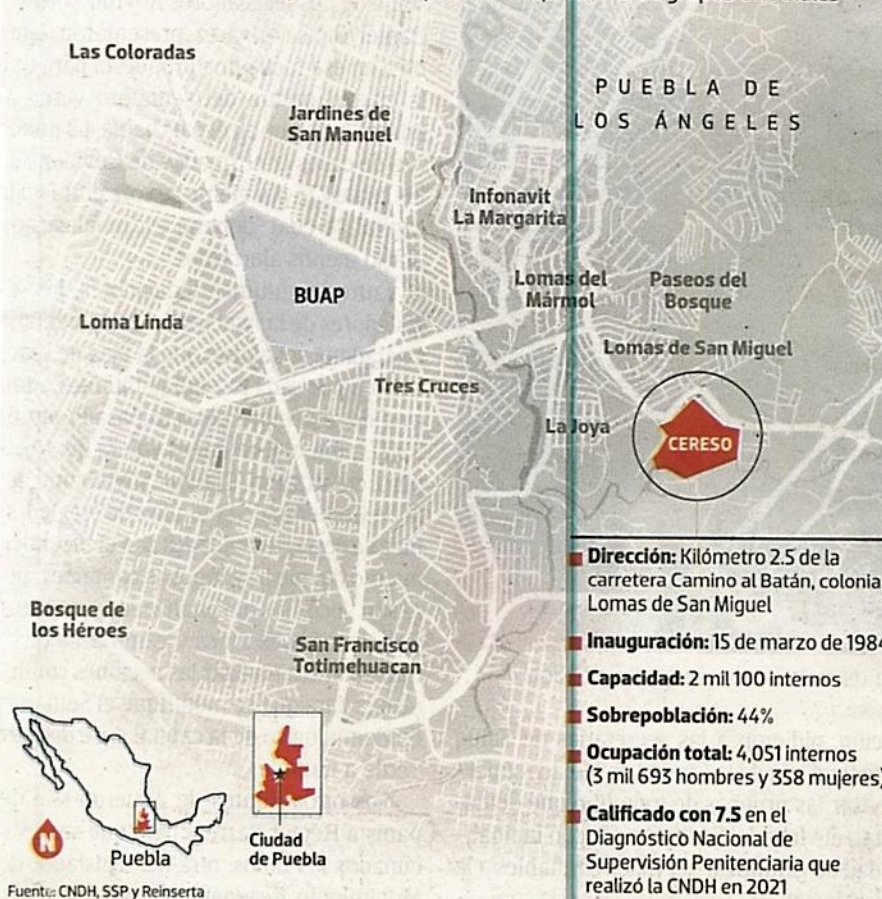 Las Coloradas
PUEBLA DE
LOS ÁNGELES
Jardines de
San Manuel
Infonavit
La Margarita
BUAP
Lomas del
Mármol
Paseos del
Bosque
Loma Linda
Lomas de San Miguel
Tres Cruces
La Joya
CERESO
Dirección: Kilómetro 2.5 de la
carretera Camino al Batán, colonia
Lomas de San Miguel
Inauguración: 15 de marzo de 1984
Capacidad: 2 mil 100 internos
Sobrepoblación: 44%
Ocupación total: 4,051 internos
(3 mil 693 hombres y 358 mujeres)
Calificado con 7.5 en el
Diagnóstico Nacional de
Supervisión Penitenciaria que
realizó la CNDH en 2021
Bosque de
los Héroes
San Francisco
Totimehuacan
N
Puebla
Ciudad
de Puebla
Fuente: CNDH, SSP y Reinserta